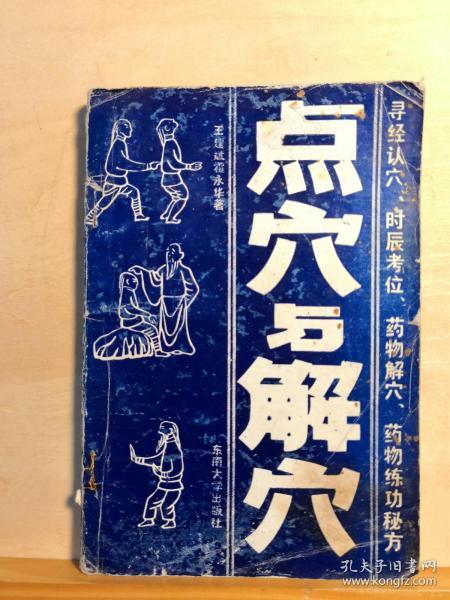 寻经认穴、时辰考位、药物解穴、药物练功秘方
点穴与解穴
王建斌霍永华著
东南大学出版社
孔夫子旧书网
www.kongfz.com